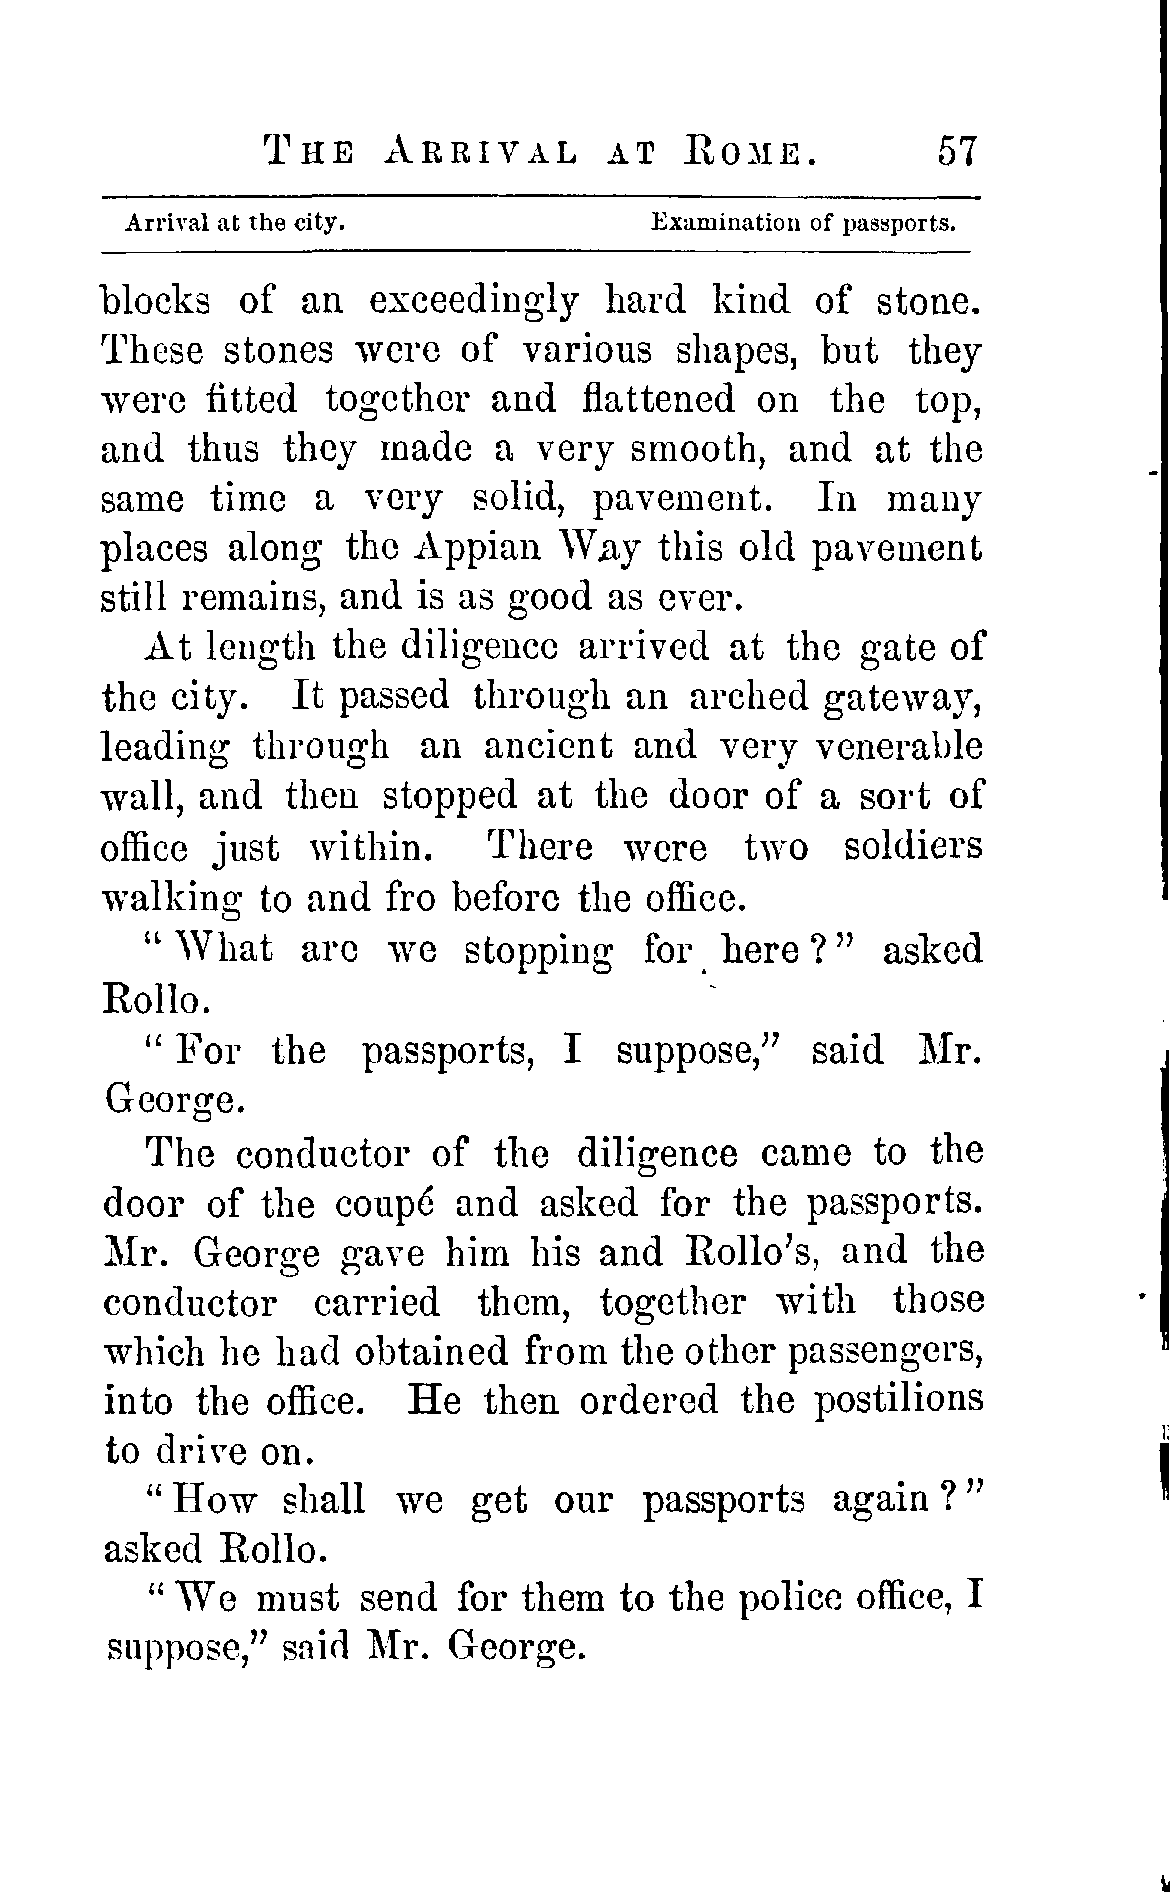 The Arrival at Rome. 57
Arrival at the city. Examination of passports.
blocks of an exceedingly hard kind of stone.
These stones were of various shapes, but they
were fitted together and flattened on the top,
and thus they made a very smooth, and at the
same time a very solid, pavement. In many
places along the Appian Way this old pavement
still remains, and is as good as ever.
At length the diligence arrived at the gate of
the city. It passed through an arched gateway,
leading through an ancient and very venerable
wall, and then stopped at the door of a sort of
office just within. There were two soldiers
walking to and fro before the office.
“What are we stopping for here?” asked
Rollo.
“For the passports, I suppose,” said Mr.
George.
The conductor of the diligence came to the
door of the coupé and asked for the passports.
Mr. George gave him his and Rollo's, and the
conductor carried them, together with those
which he had obtained from the other passengers,
into the office. He then ordered the postilions
to drive on.
“How shall we get our passports again?”
asked Rollo.
“We must send for them to the police office, I
suppose,” said Mr. George.